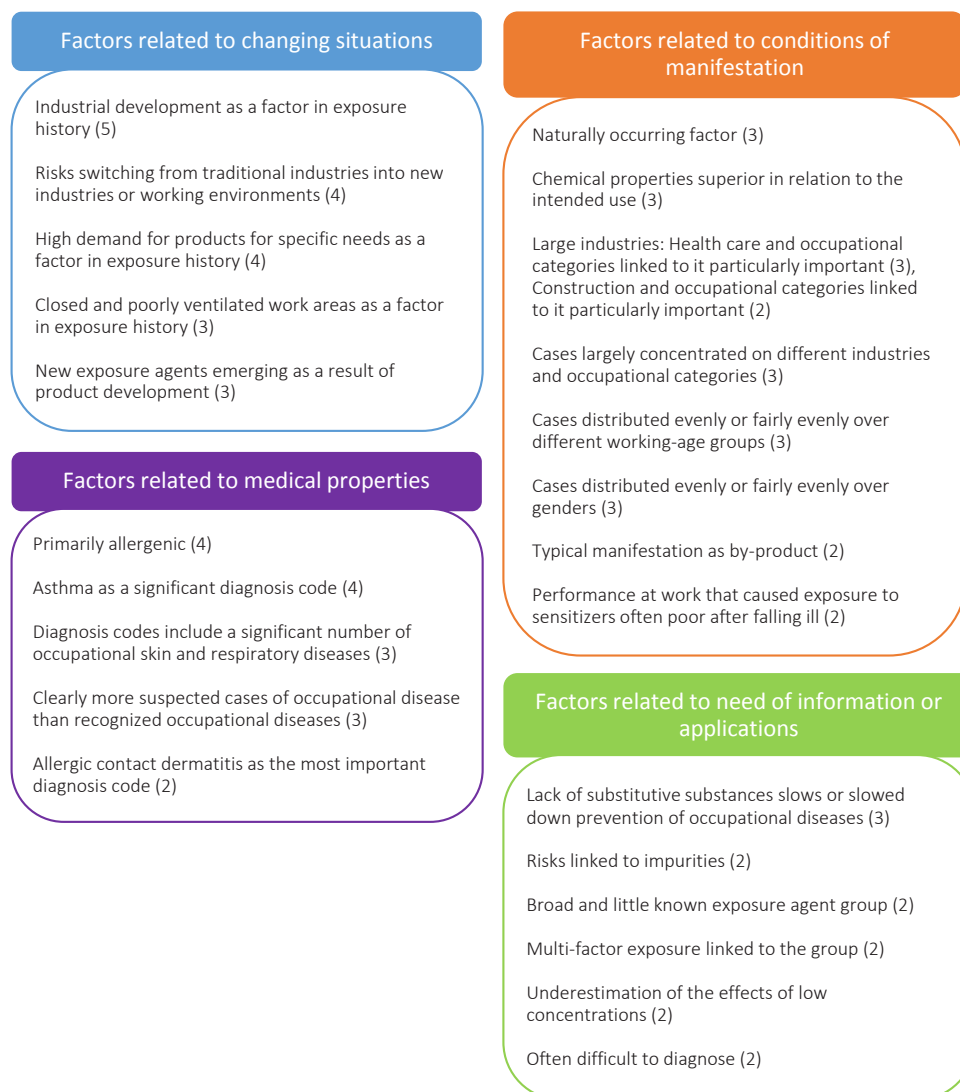 Factors related to changing situations
Industrial development as a factor in exposure
history (5)
Risks switching from traditional industries into new
industries or working environments (4)
High demand for products for specific needs as a
factor in exposure history (4)
Closed and poorly ventilated work areas as a factor
in exposure history (3)
New exposure agents emerging as a result of
product development (3)
Factors related to medical properties
Primarily allergenic (4)
Asthma as a significant diagnosis code (4)
Diagnosis codes include a significant number of
occupational skin and respiratory diseases (3)
Clearly more suspected cases of occupational disease
than recognized occupational diseases (3)
Allergic contact dermatitis as the most important
diagnosis code (2)
Factors related to conditions of
manifestation
Naturally occurring factor (3)
Chemical properties superior in relation to the
intended use (3)
Large industries: Health care and occupational
categories linked to it particularly important (3),
Construction and occupational categories linked
to it particularly important (2)
Cases largely concentrated on different industries
and occupational categories (3)
Cases distributed evenly or fairly evenly over
different working-age groups (3)
Cases distributed evenly or fairly evenly over
genders (3)
Typical manifestation as by-product (2)
Performance at work that caused exposure to
sensitizers often poor after falling ill (2)
Factors related to need of information or
applications
Lack of substitutive substances slows or slowed
down prevention of occupational diseases (3)
Risks linked to impurities (2)
Broad and little known exposure agent group (2)
Multi-factor exposure linked to the group (2)
Underestimation of the effects of low
concentrations (2)
Often difficult to diagnose (2)